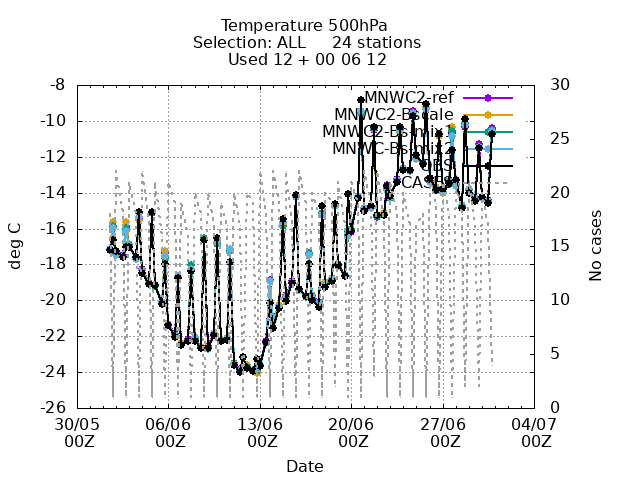 Temperature 500hPa
Selection: ALL 24 stations
Used 12 + 00 06 12
-8
-10
-12
-14
-16
-18
-20
-22
-24
-26
30
25
20
15
10
5
0
deg C
No cases
MNWC2-ref
MNWC2-Bscale
OBS
CASES
30/05 06/06 13/06 20/06 27/06 04/07
00Z 00Z 00Z 00Z 00Z 00Z
Date